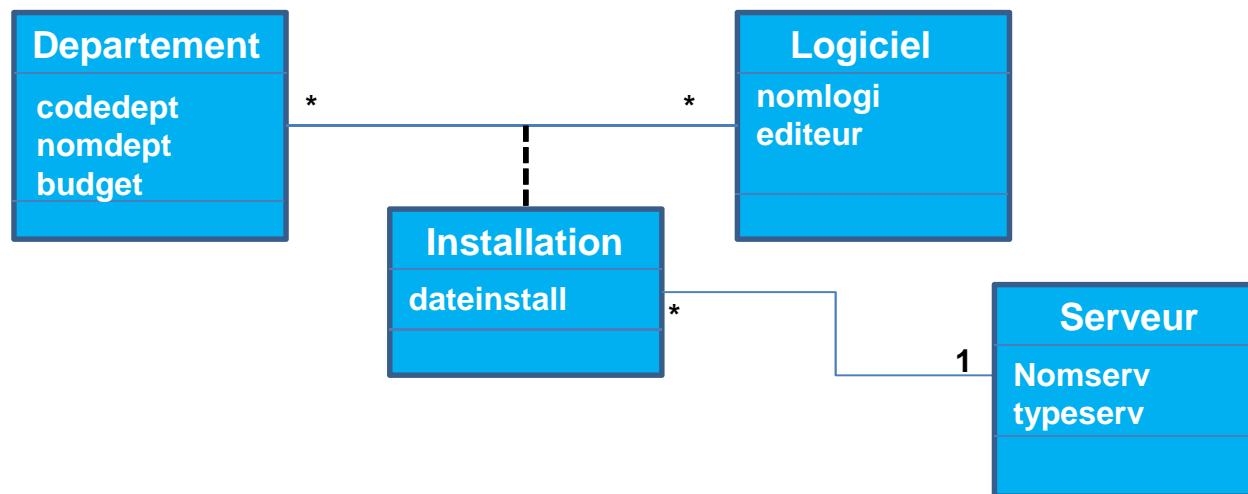 Departement
codedept
nomdept
budget
*
*
Logiciel
nomlogi
editeur
Installation
dateinstall
*
1
Serveur
Nomserv
typeserv